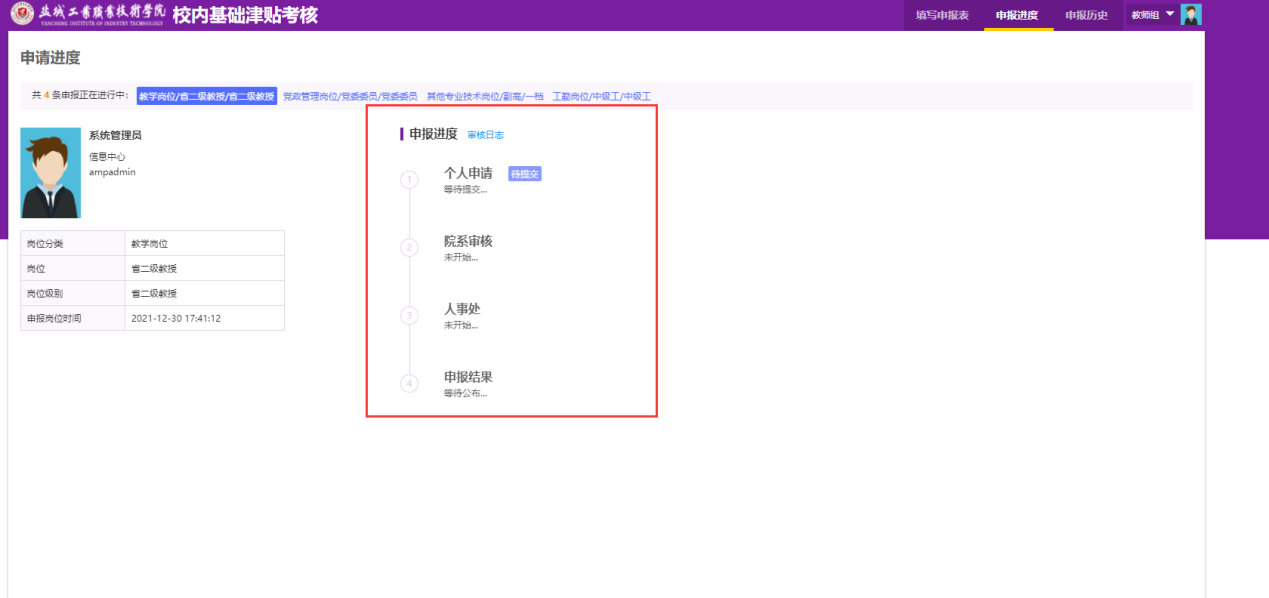 盐城工业职业技术学院 校内基础津贴考核 填写申报表 申报进度 申报历史 教师组
YANCHENG INSTITUTE OF INDUSTRY TECHNOLOGY
申请进度
共 4 条申报正在进行中： 教学岗位/省二级教授/省二级教授 党政管理岗位/党委委员/党委委员 其他专业技术岗位/副高/一档 工勤岗位/中级工/中级工
系统管理员
信息中心
ampadmin
岗位分类 教学岗位
岗位 省二级教授
岗位级别 省二级教授
申报岗位时间 2021-12-30 17:41:12
申报进度 审核日志
1 个人申请 待提交
等待提交...
2 院系审核
未开始...
3 人事处
未开始...
4 申报结果
等待公布...